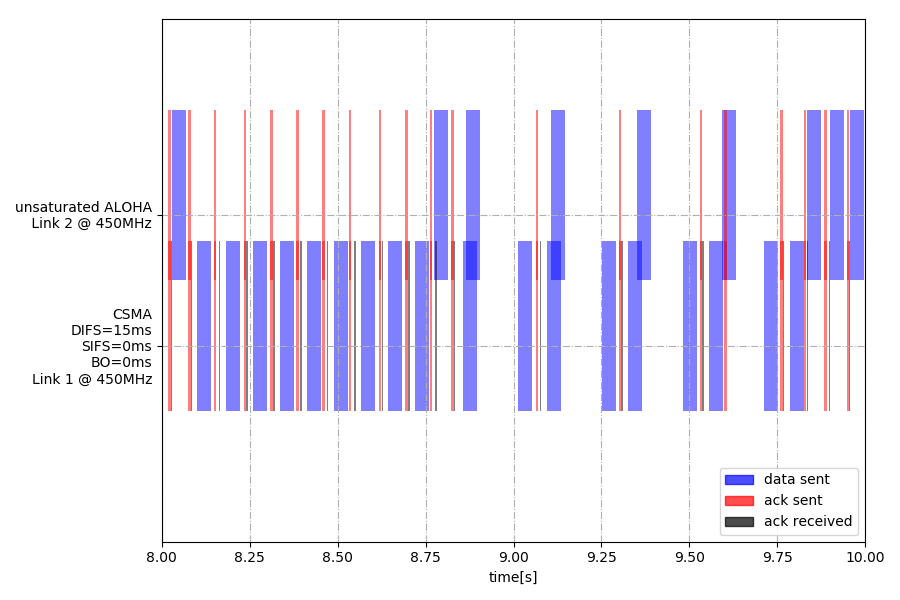 unsaturated ALOHA
Link 2 @ 450MHz
CSMA
DIFS=15ms
SIFS=0ms
BO=0ms
Link 1 @ 450MHz
data sent
ack sent
ack received
8.00 8.25 8.50 8.75 9.00 9.25 9.50 9.75 10.00
time[s]